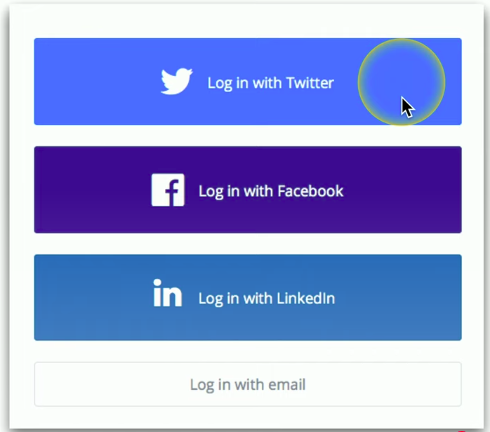 Log in with Twitter
Log in with Facebook
Log in with LinkedIn
Log in with email